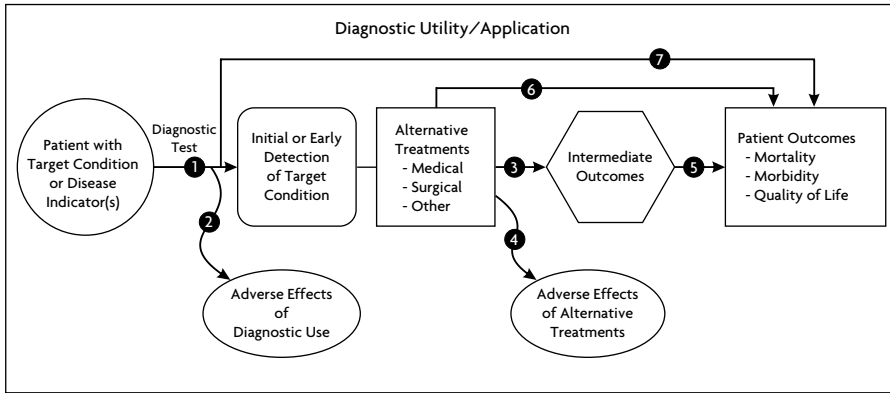 Diagnostic Utility/Application
7
6
Patient with
Target Condition
or Disease
Indicator(s)
Diagnostic
Test
1
Initial or Early
Detection
of Target
Condition
Alternative
Treatments
- Medical
- Surgical
- Other
3
Intermediate
Outcomes
5
Patient Outcomes
- Mortality
- Morbidity
- Quality of Life
2
4
Adverse Effects
of
Diagnostic Use
Adverse Effects
of Alternative
Treatments